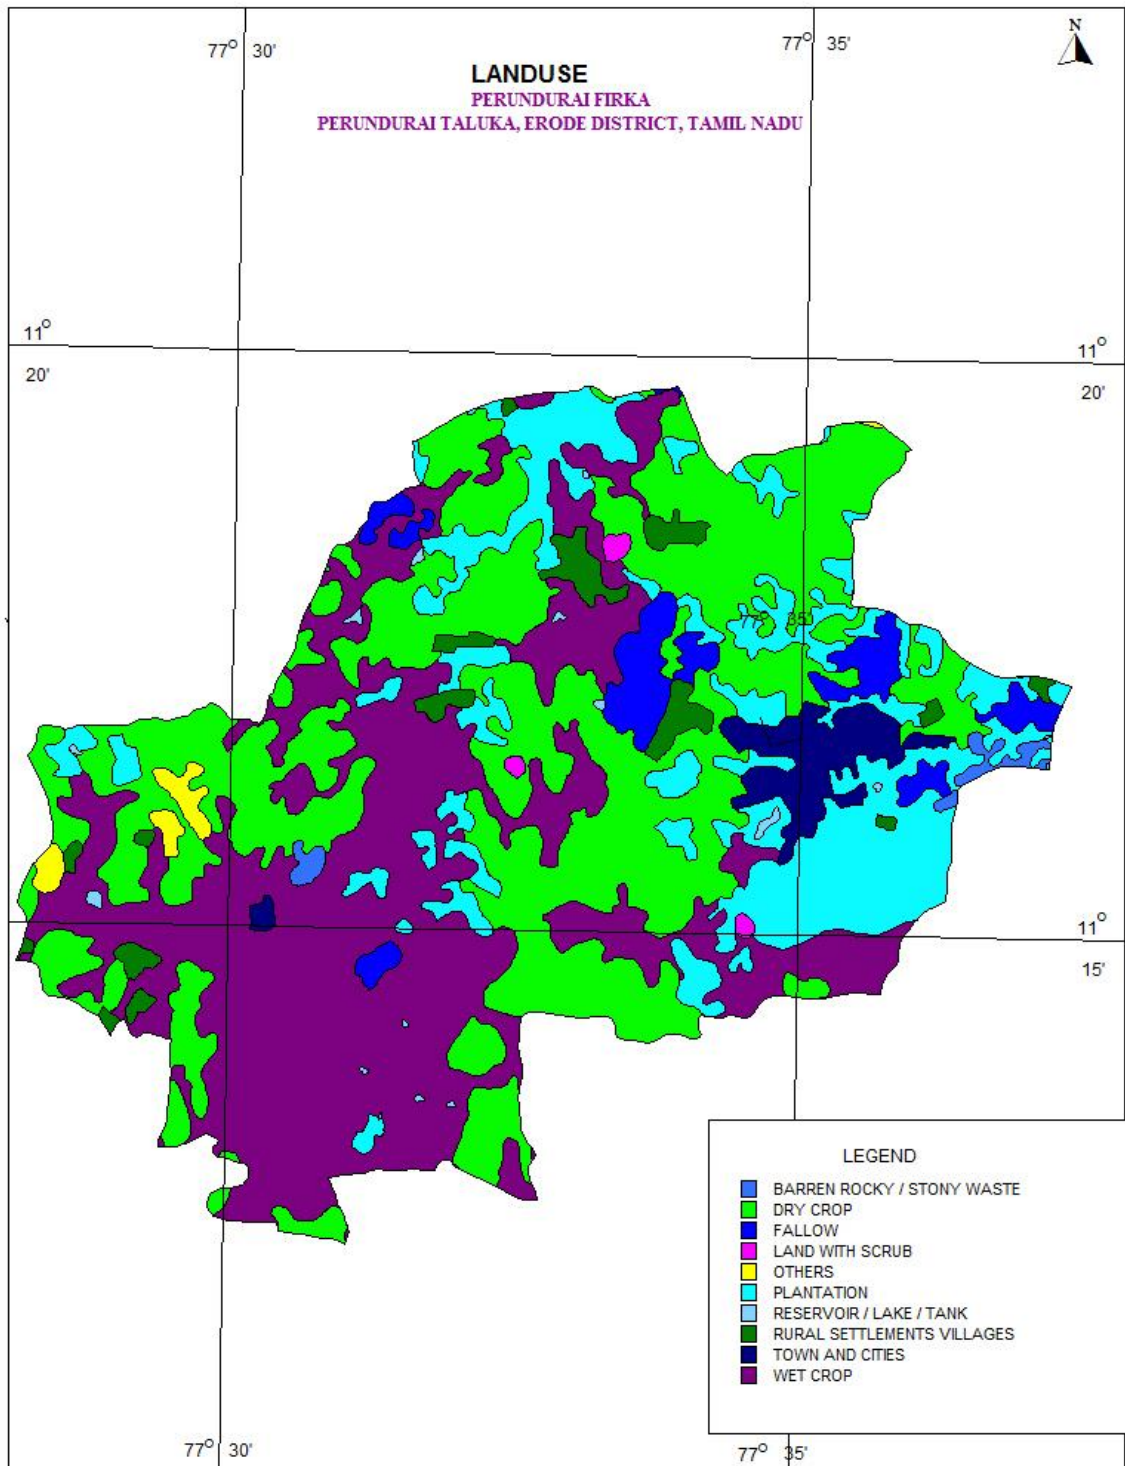 N
77° 30'
77° 35'
LANDUSE
PERUNDURAI FIRKA
PERUNDURAI TALUKA, ERODE DISTRICT, TAMIL NADU
11°
20'
11°
20'
77° 35'
11°
15'
LEGEND
BARREN ROCKY / STONY WASTE
DRY CROP
FALLOW
LAND WITH SCRUB
OTHERS
PLANTATION
RESERVOIR / LAKE / TANK
RURAL SETTLEMENTS VILLAGES
TOWN AND CITIES
WET CROP
77° 30'
77° 35'